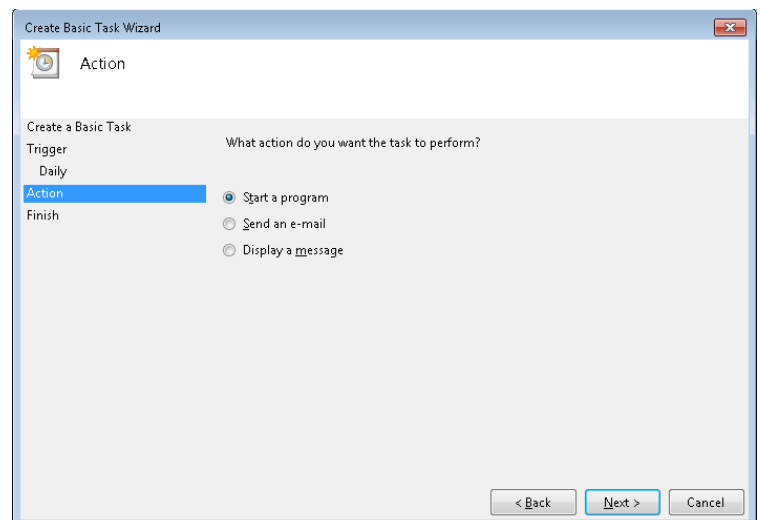 Create Basic Task Wizard
Action
Create a Basic Task
Trigger
Daily
Action
Finish
What action do you want the task to perform?
Start a program
Send an e-mail
Display a message
< Back
Next >
Cancel